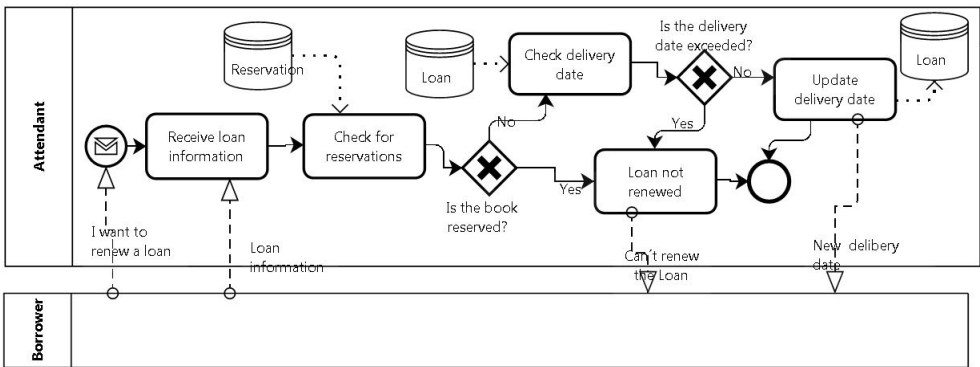 Attendant
Reservation
Loan
Check delivery
date
Is the delivery
date exceeded?
No
Update
delivery date
Loan
Receive loan
information
Check for
reservations
No
Is the book
reserved?
Yes
Yes
Loan not
renewed
I want to
renew a loan
Loan
information
Can´t renew
the Loan
New delibery
date
Borrower